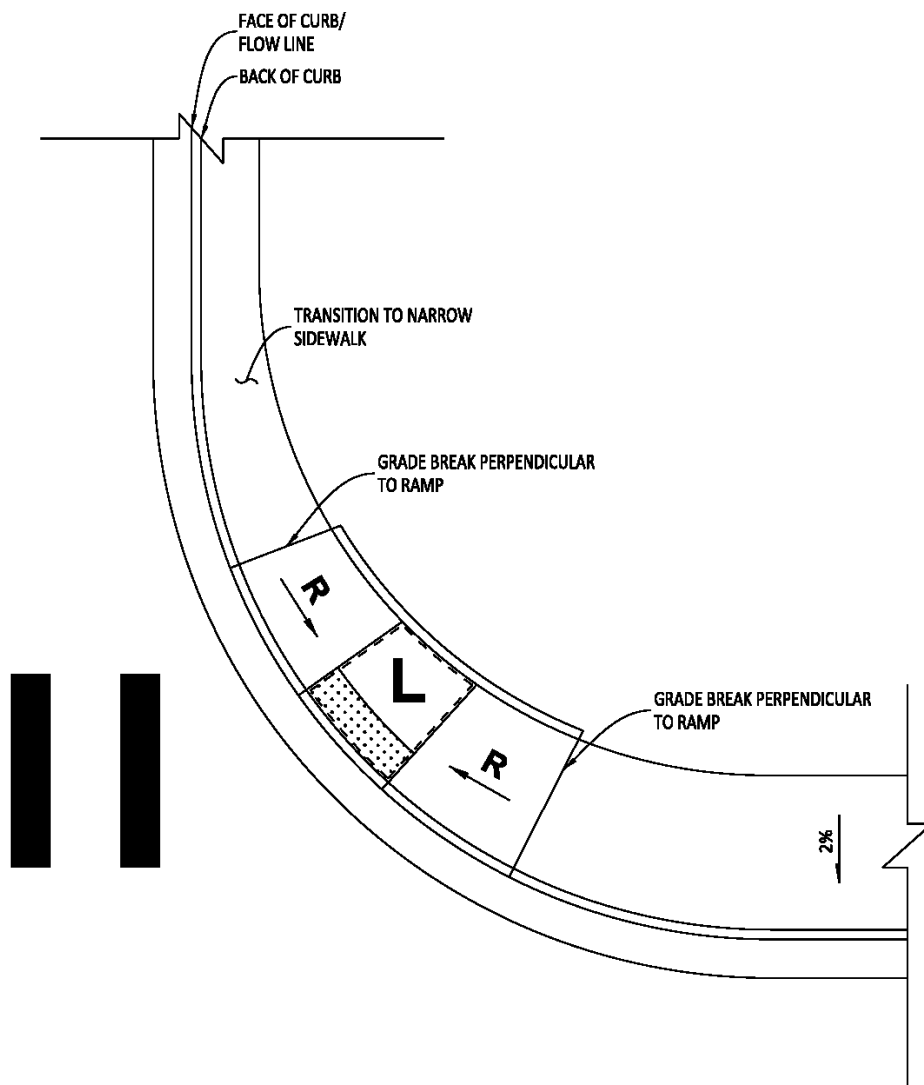 FACE OF CURB/
FLOW LINE
BACK OF CURB
TRANSITION TO NARROW
SIDEWALK
GRADE BREAK PERPENDICULAR
TO RAMP
R
L
GRADE BREAK PERPENDICULAR
TO RAMP
R
2%